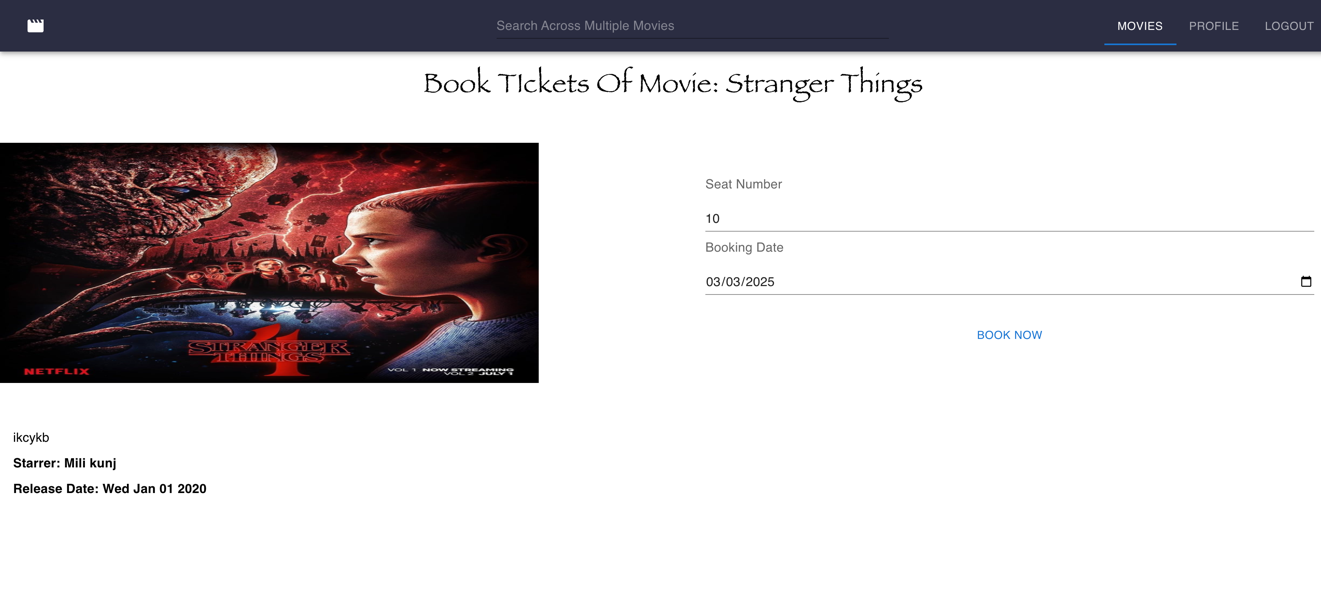 Search Across Multiple Movies
MOVIES
PROFILE
LOGOUT
Book TIckets Of Movie: Stranger Things
Seat Number
10
Booking Date
03/03/2025
BOOK NOW
STRANGER
THINGS
4
NETFLIX
VOL 1 NOW STREAMING
VOL 2 JULY 1
ikcykb
Starrer: Mili kunj
Release Date: Wed Jan 01 2020